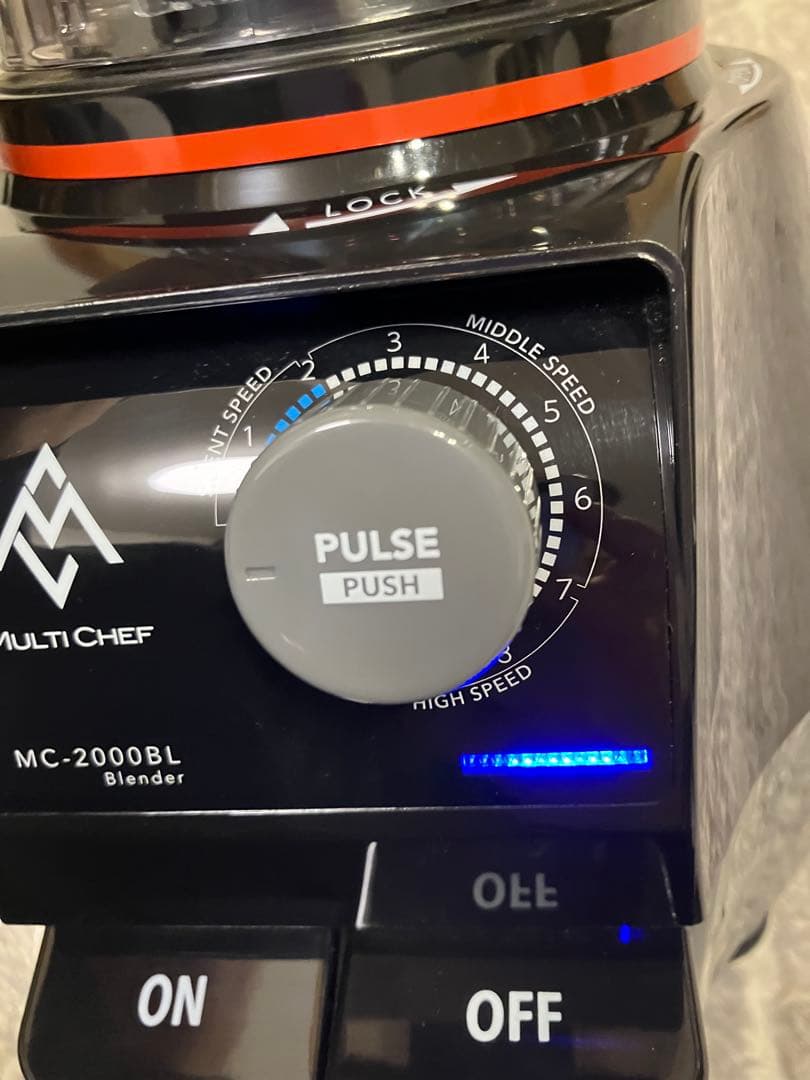 LOCK
MIDDLE SPEED
3
4
2
5
1
6
PULSE
PUSH
7
MULTI CHEF
8
HIGH SPEED
MC-2000BL
Blender
OFF
ON
OFF